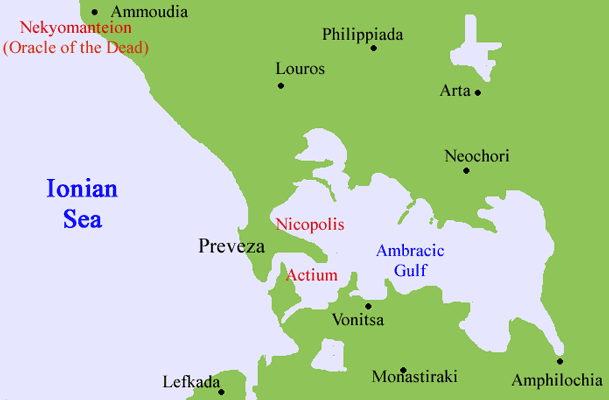 Ammoudia
Nekyomanteion
(Oracle of the Dead)
Philippiada
Louros
Arta
Neochori
Ionian
Sea
Nicopolis
Preveza
Ambracic
Gulf
Actium
Vonitsa
Lefkada
Monastiraki
Amphilochia